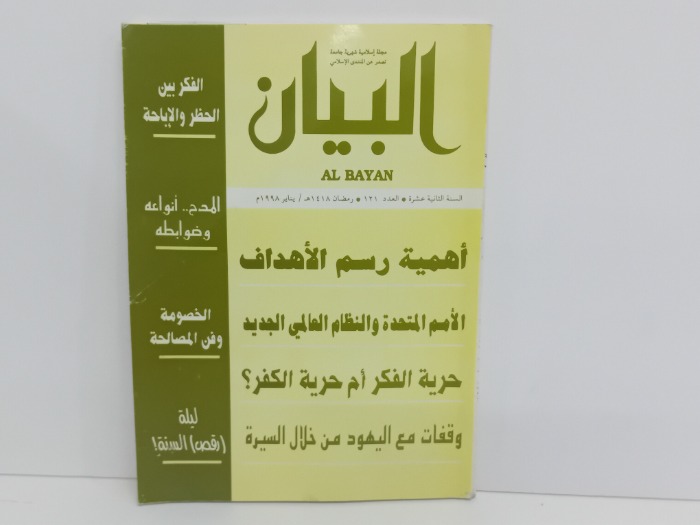 مجلة إسلامية شهرية جامعة
تصدر عن المنتدى الإسلامي
البيان
AL BAYAN
السنة الثانية عشرة • العدد ١٢١ • رمضان ١٤١٨هـ / يناير ١٩٩٨م
أهمية رسم الأهداف
الأمم المتحدة والنظام العالمي الجديد
حرية الفكر أم حرية الكفر؟
وقفات مع اليهود من خلال السيرة
الفكر بين
الحظر والإباحة
المدح.. أنواعه
وضوابطه
الخصومة
وفن المصالحة
ليلة
(رقص) السنة!